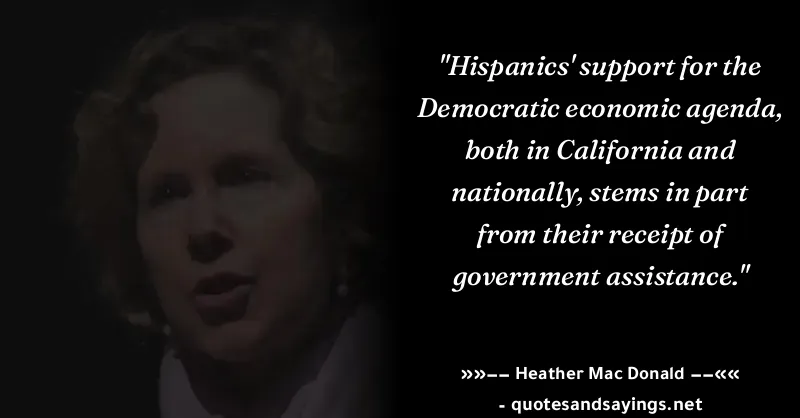 "Hispanics' support for the
Democratic economic agenda,
both in California and
nationally, stems in part
from their receipt of
government assistance."
»»–– Heather Mac Donald ––««
- quotesandsayings.net